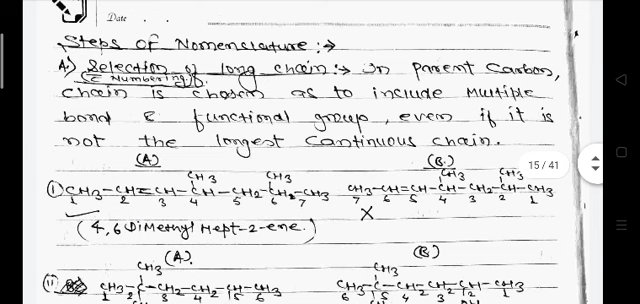 Date
Steps of Nomenclature :→
A.) Selection of long chain :→ In parent Carbon,
(& Numbering).
chain is chosen as to include Multiple
bond & functional group, even if it is
not the longest continuous chain.
(A) (B.)
15/41
CH3 CH3 CH3 CH3
① CH3-CH=CH-CH-CH2-CH2-CH3 CH3-CH=CH-CH-CH2-CH-CH3
1 2 3 4 5 6 7 7 6 5 4 3 2 1
✓ X
(4,6 DiMethyl Hept-2-ene.)
(A). (B)
CH3 CH3
(ii) CH3-C-CH2-CH2-CH-CH3 CH3-C-CH2-CH2-CH-CH3
1 2 3 4 5 6 6 5 4 3 2 1